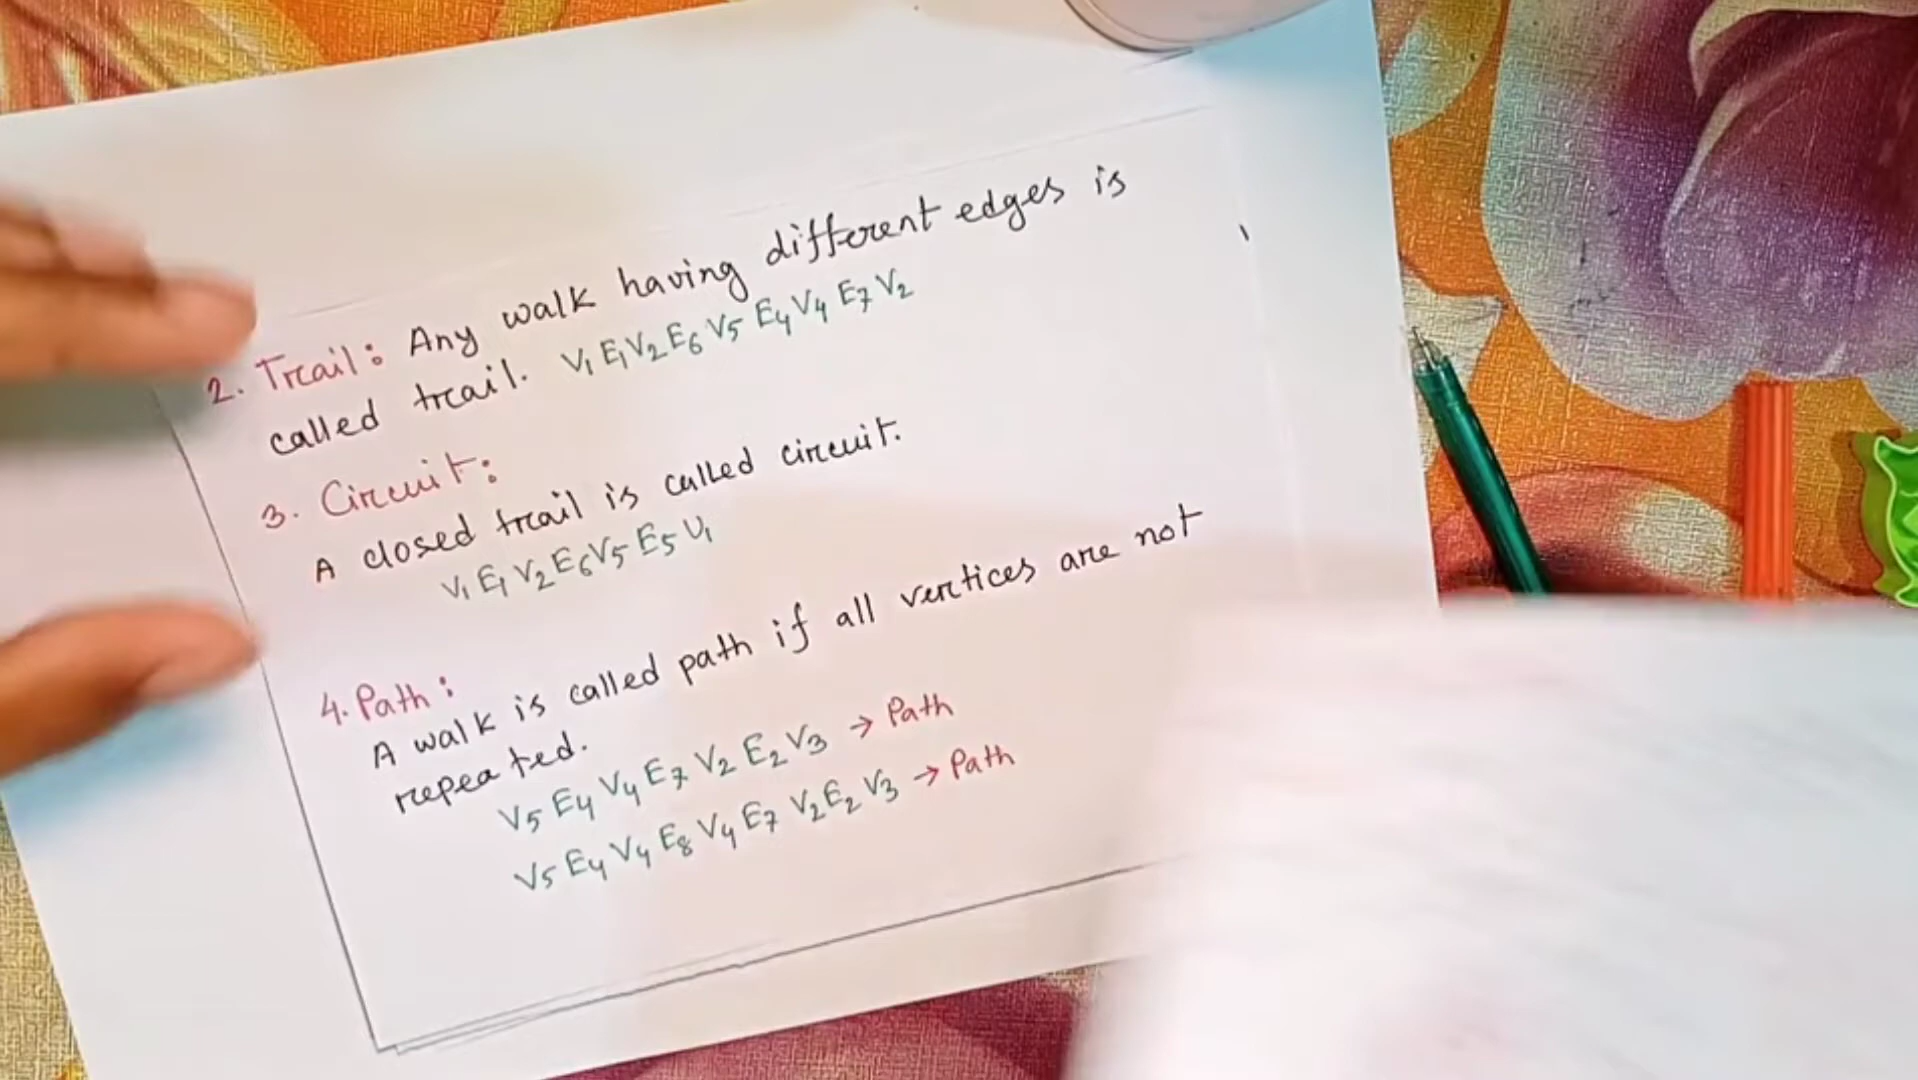 2. Trail: Any walk having different edges is
called trail. V₁ E₁ V₂ E₆ V₅ E₄ V₄ E₇ V₂
3. Circuit:
A closed trail is called circuit.
V₁ E₁ V₂ E₆ V₅ E₅ V₁
4. Path:
A walk is called path if all vertices are not
repeated.
V₅ E₄ V₄ E₇ V₂ E₂ V₃ → Path
V₅ E₄ V₄ E₈ V₄ E₇ V₂ E₂ V₃ → Path